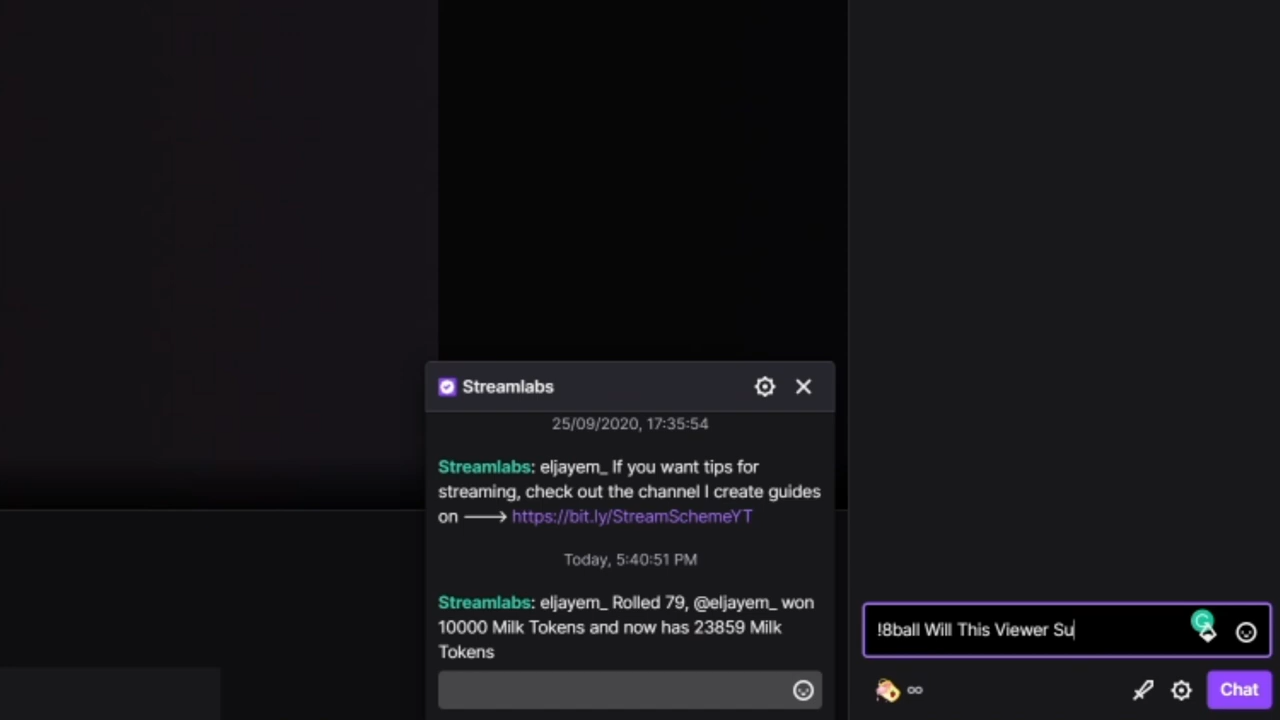 Streamlabs
25/09/2020, 17:35:54
Streamlabs: eljayem_ If you want tips for
streaming, check out the channel I create guides
on ⟶ https://bit.ly/StreamSchemeYT
Today, 5:40:51 PM
Streamlabs: eljayem_ Rolled 79, @eljayem_ won
10000 Milk Tokens and now has 23859 Milk
Tokens
!8ball Will This Viewer Su
∞
Chat